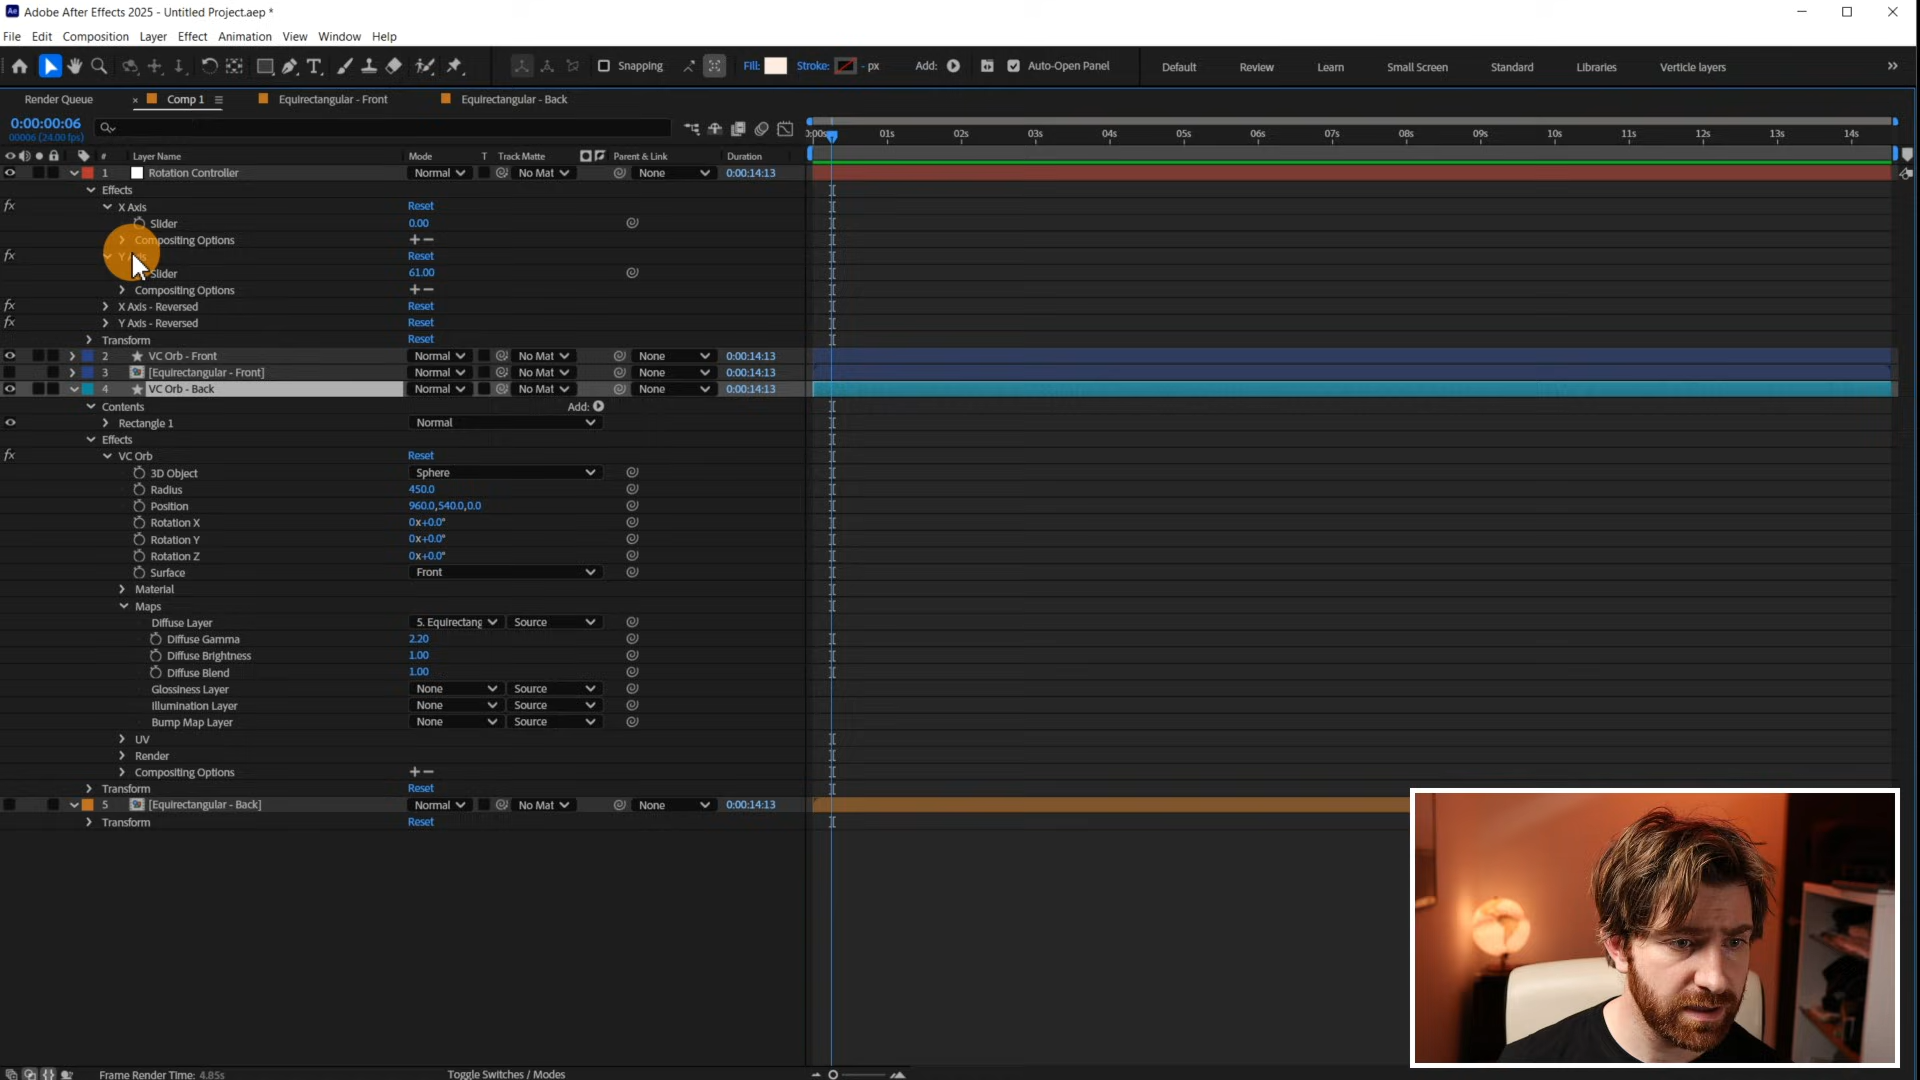 Adobe After Effects 2025 - Untitled Project.aep *
File Edit Composition Layer Effect Animation View Window Help
Snapping Fill: Stroke: - px Add: Auto-Open Panel Default Review Learn Small Screen Standard Libraries Verticle layers
Render Queue × Comp 1 Equirectangular - Front Equirectangular - Back
0:00:00:06
00006 (24.00 fps)
01s 02s 03s 04s 05s 06s 07s 08s 09s 10s 11s 12s 13s 14s
# Layer Name Mode T Track Matte Parent & Link Duration
1 Rotation Controller Normal No Mat None 0:00:14:13
Effects
fx X Axis Reset
Slider 0.00
Compositing Options + −
fx Reset
Slider 61.00
Compositing Options + −
fx X Axis - Reversed Reset
fx Y Axis - Reversed Reset
Transform Reset
2 VC Orb - Front Normal No Mat None 0:00:14:13
3 [Equirectangular - Front] Normal No Mat None 0:00:14:13
4 VC Orb - Back Normal No Mat None 0:00:14:13
Contents Add:
Rectangle 1 Normal
Effects
fx VC Orb Reset
3D Object Sphere
Radius 450.0
Position 960.0,540.0,0.0
Rotation X 0x+0.0°
Rotation Y 0x+0.0°
Rotation Z 0x+0.0°
Surface Front
Material
Maps
Diffuse Layer 5. Equirectang Source
Diffuse Gamma 2.20
Diffuse Brightness 1.00
Diffuse Blend 1.00
Glossiness Layer None Source
Illumination Layer None Source
Bump Map Layer None Source
UV
Render
Compositing Options + −
Transform Reset
5 [Equirectangular - Back] Normal No Mat None 0:00:14:13
Transform Reset
Frame Render Time: 4.85s Toggle Switches / Modes